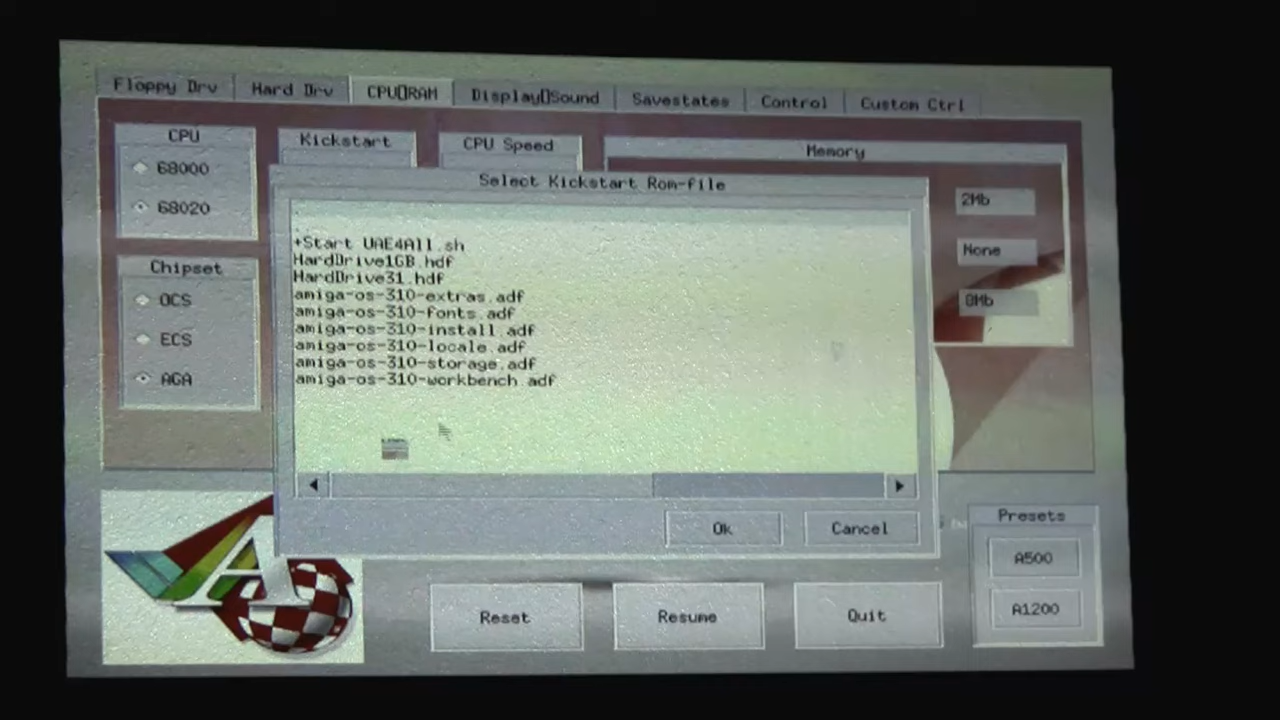 Floppy Drv
Hard Drv
CPU▯RAM
Display▯Sound
Savestates
Control
Custom Ctrl
CPU
68000
68020
Kickstart
CPU Speed
Memory
2Mb
None
0Mb
Chipset
OCS
ECS
AGA
Select Kickstart Rom-file
.
+Start UAE4All.sh
HardDrive1GB.hdf
HardDrive31.hdf
amiga-os-310-extras.adf
amiga-os-310-fonts.adf
amiga-os-310-install.adf
amiga-os-310-locale.adf
amiga-os-310-storage.adf
amiga-os-310-workbench.adf
Ok
Cancel
Presets
A500
A1200
Reset
Resume
Quit